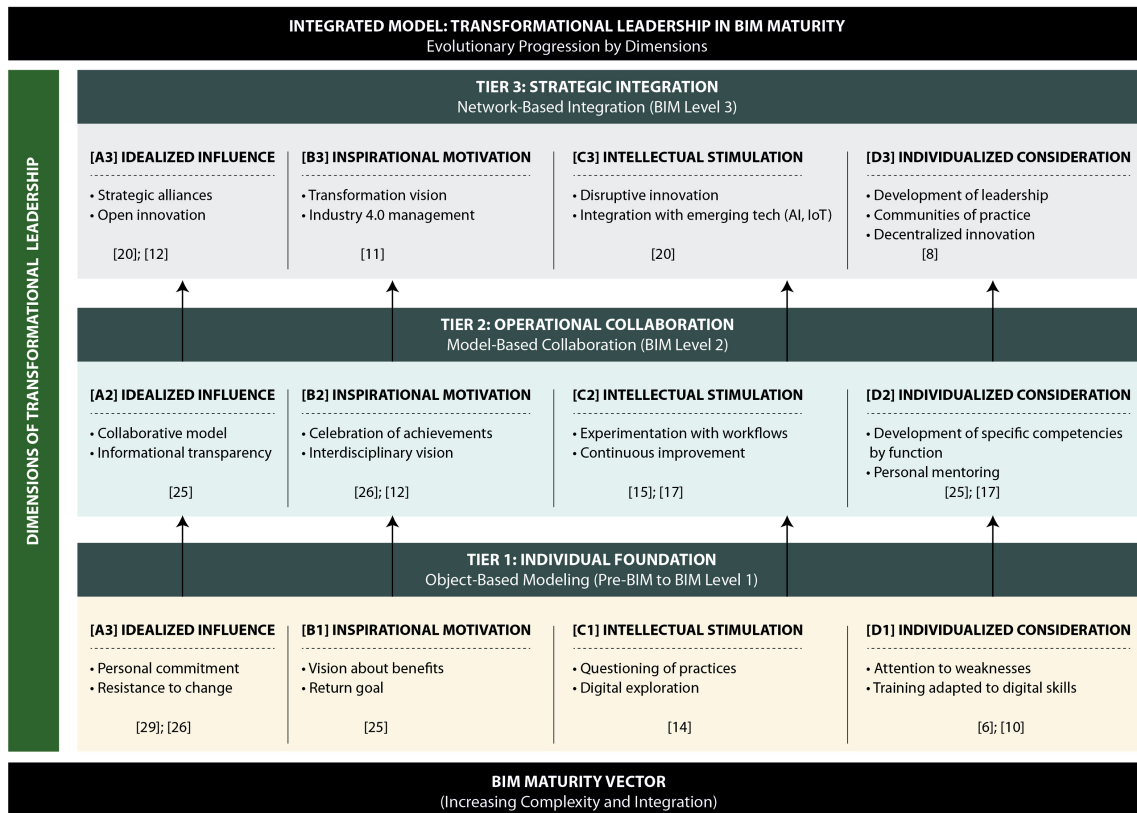 INTEGRATED MODEL: TRANSFORMATIONAL LEADERSHIP IN BIM MATURITY
Evolutionary Progression by Dimensions
DIMENSIONS OF TRANSFORMATIONAL LEADERSHIP
TIER 3: STRATEGIC INTEGRATION
Network-Based Integration (BIM Level 3)
[A3] IDEALIZED INFLUENCE
• Strategic alliances
• Open innovation
[20]; [12]
[B3] INSPIRATIONAL MOTIVATION
• Transformation vision
• Industry 4.0 management
[11]
[C3] INTELLECTUAL STIMULATION
• Disruptive innovation
• Integration with emerging tech (AI, IoT)
[20]
[D3] INDIVIDUALIZED CONSIDERATION
• Development of leadership
• Communities of practice
• Decentralized innovation
[8]
TIER 2: OPERATIONAL COLLABORATION
Model-Based Collaboration (BIM Level 2)
[A2] IDEALIZED INFLUENCE
• Collaborative model
• Informational transparency
[25]
[B2] INSPIRATIONAL MOTIVATION
• Celebration of achievements
• Interdisciplinary vision
[26]; [12]
[C2] INTELLECTUAL STIMULATION
• Experimentation with workflows
• Continuous improvement
[15]; [17]
[D2] INDIVIDUALIZED CONSIDERATION
• Development of specific competencies
by function
• Personal mentoring
[25]; [17]
TIER 1: INDIVIDUAL FOUNDATION
Object-Based Modeling (Pre-BIM to BIM Level 1)
[A3] IDEALIZED INFLUENCE
• Personal commitment
• Resistance to change
[29]; [26]
[B1] INSPIRATIONAL MOTIVATION
• Vision about benefits
• Return goal
[25]
[C1] INTELLECTUAL STIMULATION
• Questioning of practices
• Digital exploration
[14]
[D1] INDIVIDUALIZED CONSIDERATION
• Attention to weaknesses
• Training adapted to digital skills
[6]; [10]
BIM MATURITY VECTOR
(Increasing Complexity and Integration)